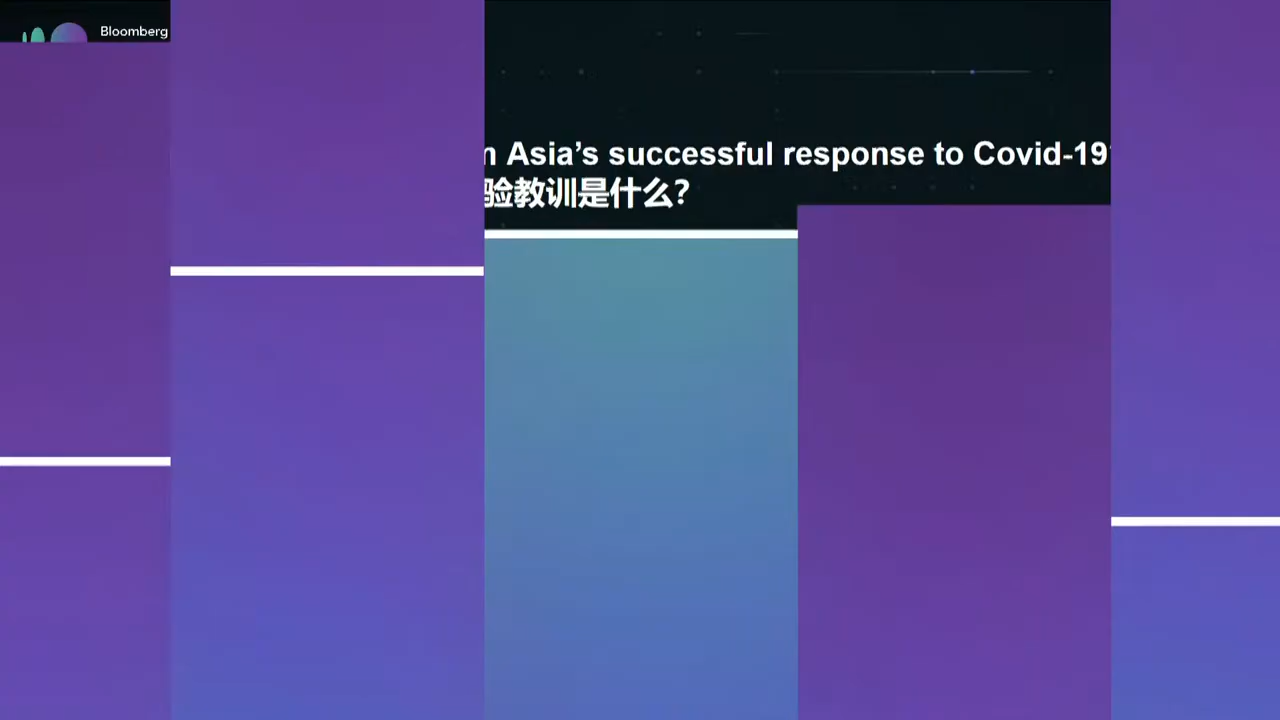 Bloomberg
n Asia’s successful response to Covid-19
验教训是什么?